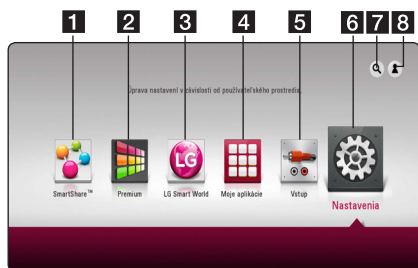 1 2 3 4 5 6 7 8
Úprava nastavení v závislosti od používateľského prostredia.
LG
SmartShare™ Premium LG Smart World Moje aplikácie Vstup
Nastavenia